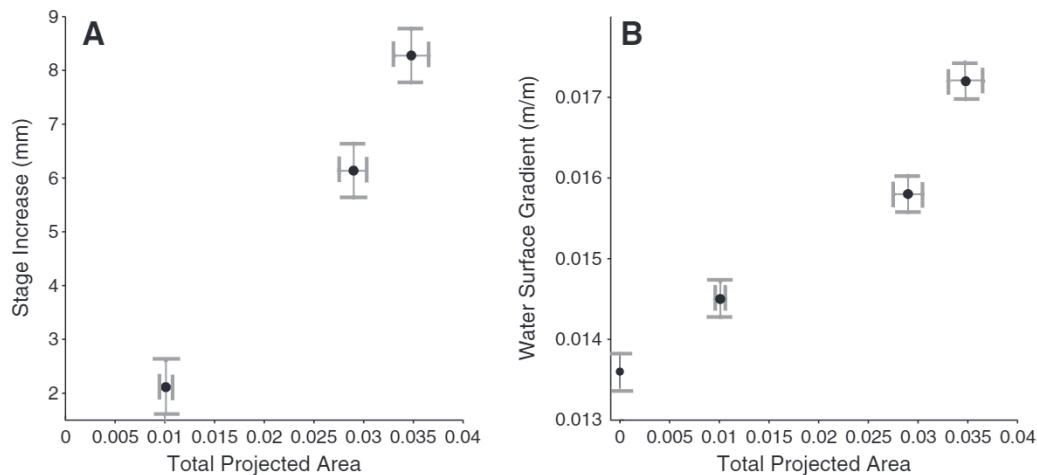 A
Stage Increase (mm)
9
8
7
6
5
4
3
2
0 0.005 0.01 0.015 0.02 0.025 0.03 0.035 0.04
Total Projected Area
B
Water Surface Gradient (m/m)
0.017
0.016
0.015
0.014
0.013
0 0.005 0.01 0.015 0.02 0.025 0.03 0.035 0.04
Total Projected Area